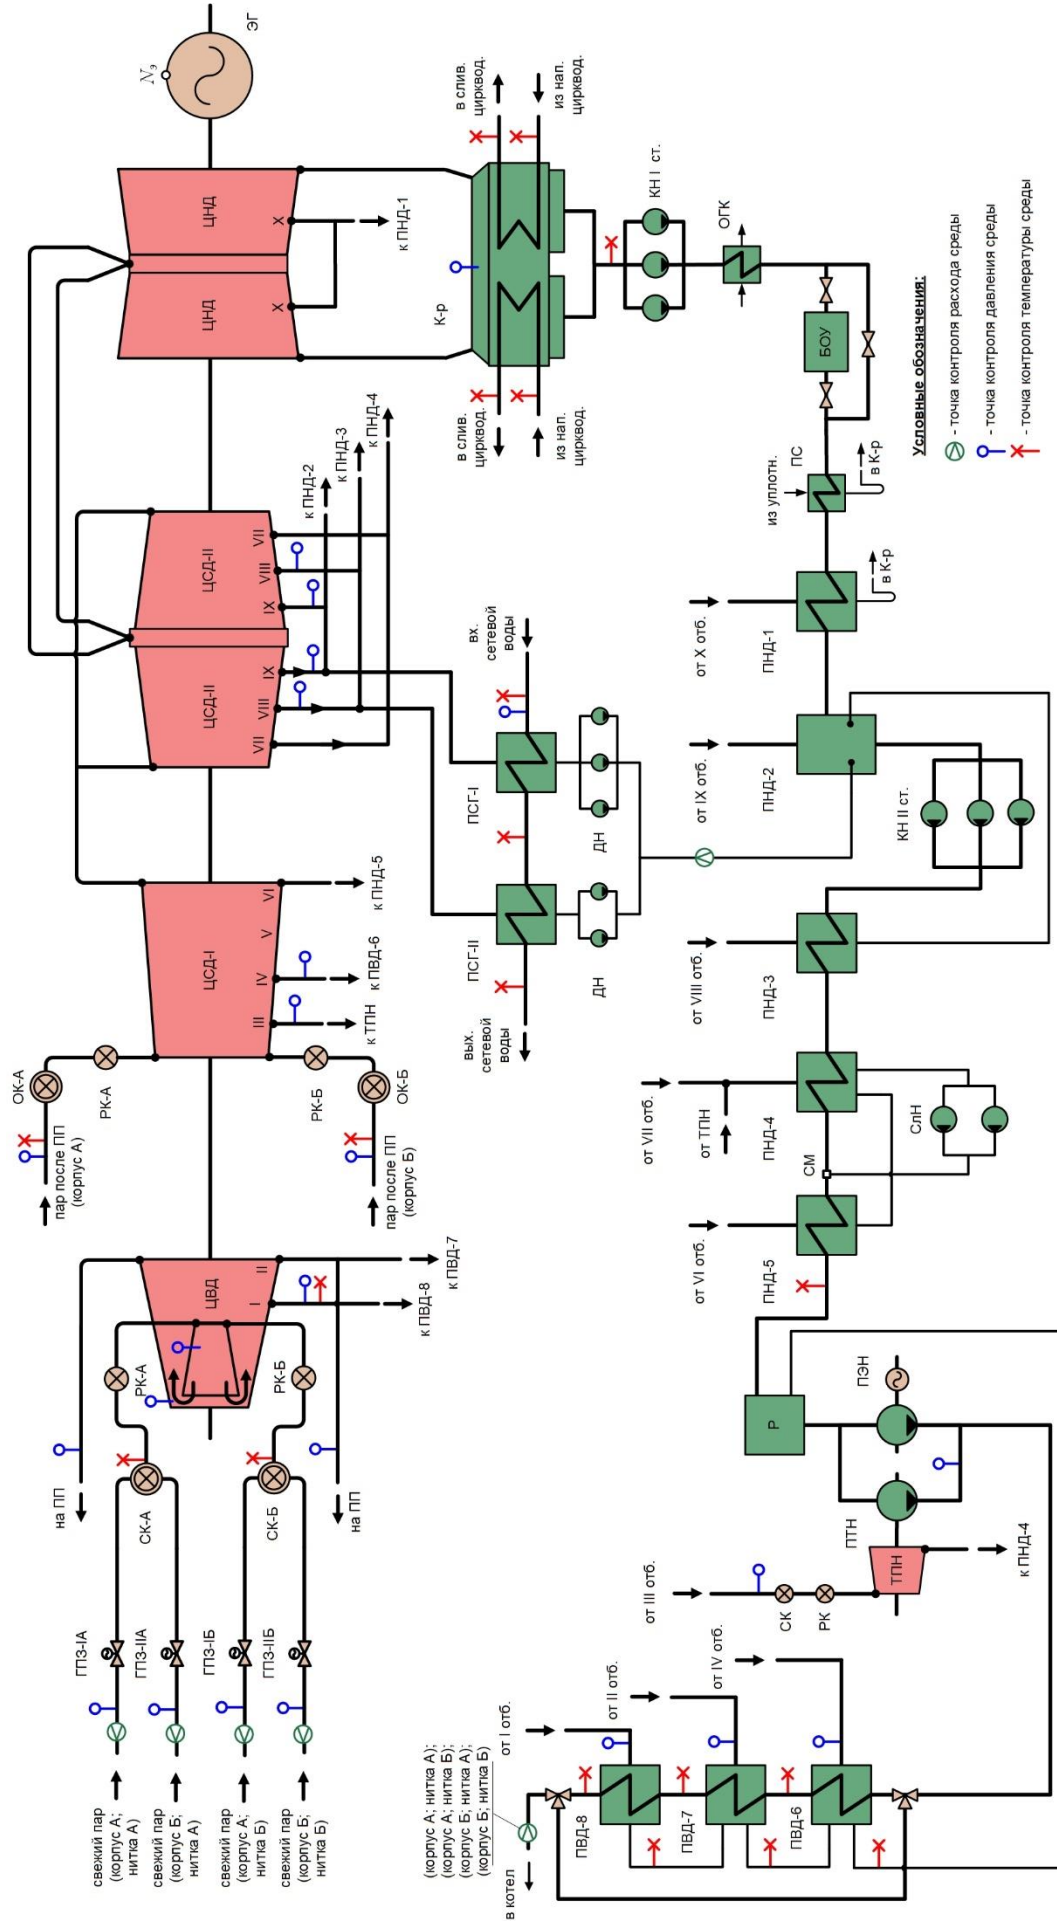 свежий пар
(корпус А;
нитка А)
свежий пар
(корпус Б;
нитка А)
свежий пар
(корпус А;
нитка Б)
свежий пар
(корпус Б;
нитка Б)
ГПЗ-IА
ГПЗ-IIА
ГПЗ-IБ
ГПЗ-IIБ
СК-А
СК-Б
на ПП
на ПП
РК-А
РК-Б
ЦВД
I
II
к ПВД-8
к ПВД-7
пар после ПП
(корпус А)
пар после ПП
(корпус Б)
ОК-А
РК-А
РК-Б
ОК-Б
ЦСД-I
III
IV
V
VI
к ТПН
к ПВД-6
к ПНД-5
ЦСД-II
ЦСД-II
VII
VIII
IX
IX
VIII
VII
к ПНД-2
к ПНД-3
к ПНД-4
ЦНД
ЦНД
X
X
к ПНД-1
Nэ
ЭГ
К-р
в слив.
цирквод.
из нап.
цирквод.
в слив.
цирквод.
из нап.
цирквод.
КН I ст.
ОГК
БОУ
ПС
из уплотн.
в К-р
ПНД-1
от X отб.
в К-р
ПНД-2
от IX отб.
КН II ст.
вх.
сетевой
воды
ПСГ-I
ПСГ-II
ДН
ДН
вых.
сетевой
воды
ПНД-3
от VIII отб.
ПНД-4
от VII отб.
от ТПН
СлН
СМ
ПНД-5
от VI отб.
Р
ПЭН
ПТН
ТПН
к ПНД-4
от III отб.
СК
РК
от I отб.
от II отб.
от IV отб.
ПВД-8
ПВД-7
ПВД-6
(корпус А; нитка А);
(корпус А; нитка Б);
(корпус Б; нитка А);
(корпус Б; нитка Б)
в котел
Условные обозначения:
- точка контроля расхода среды
- точка контроля давления среды
- точка контроля температуры среды